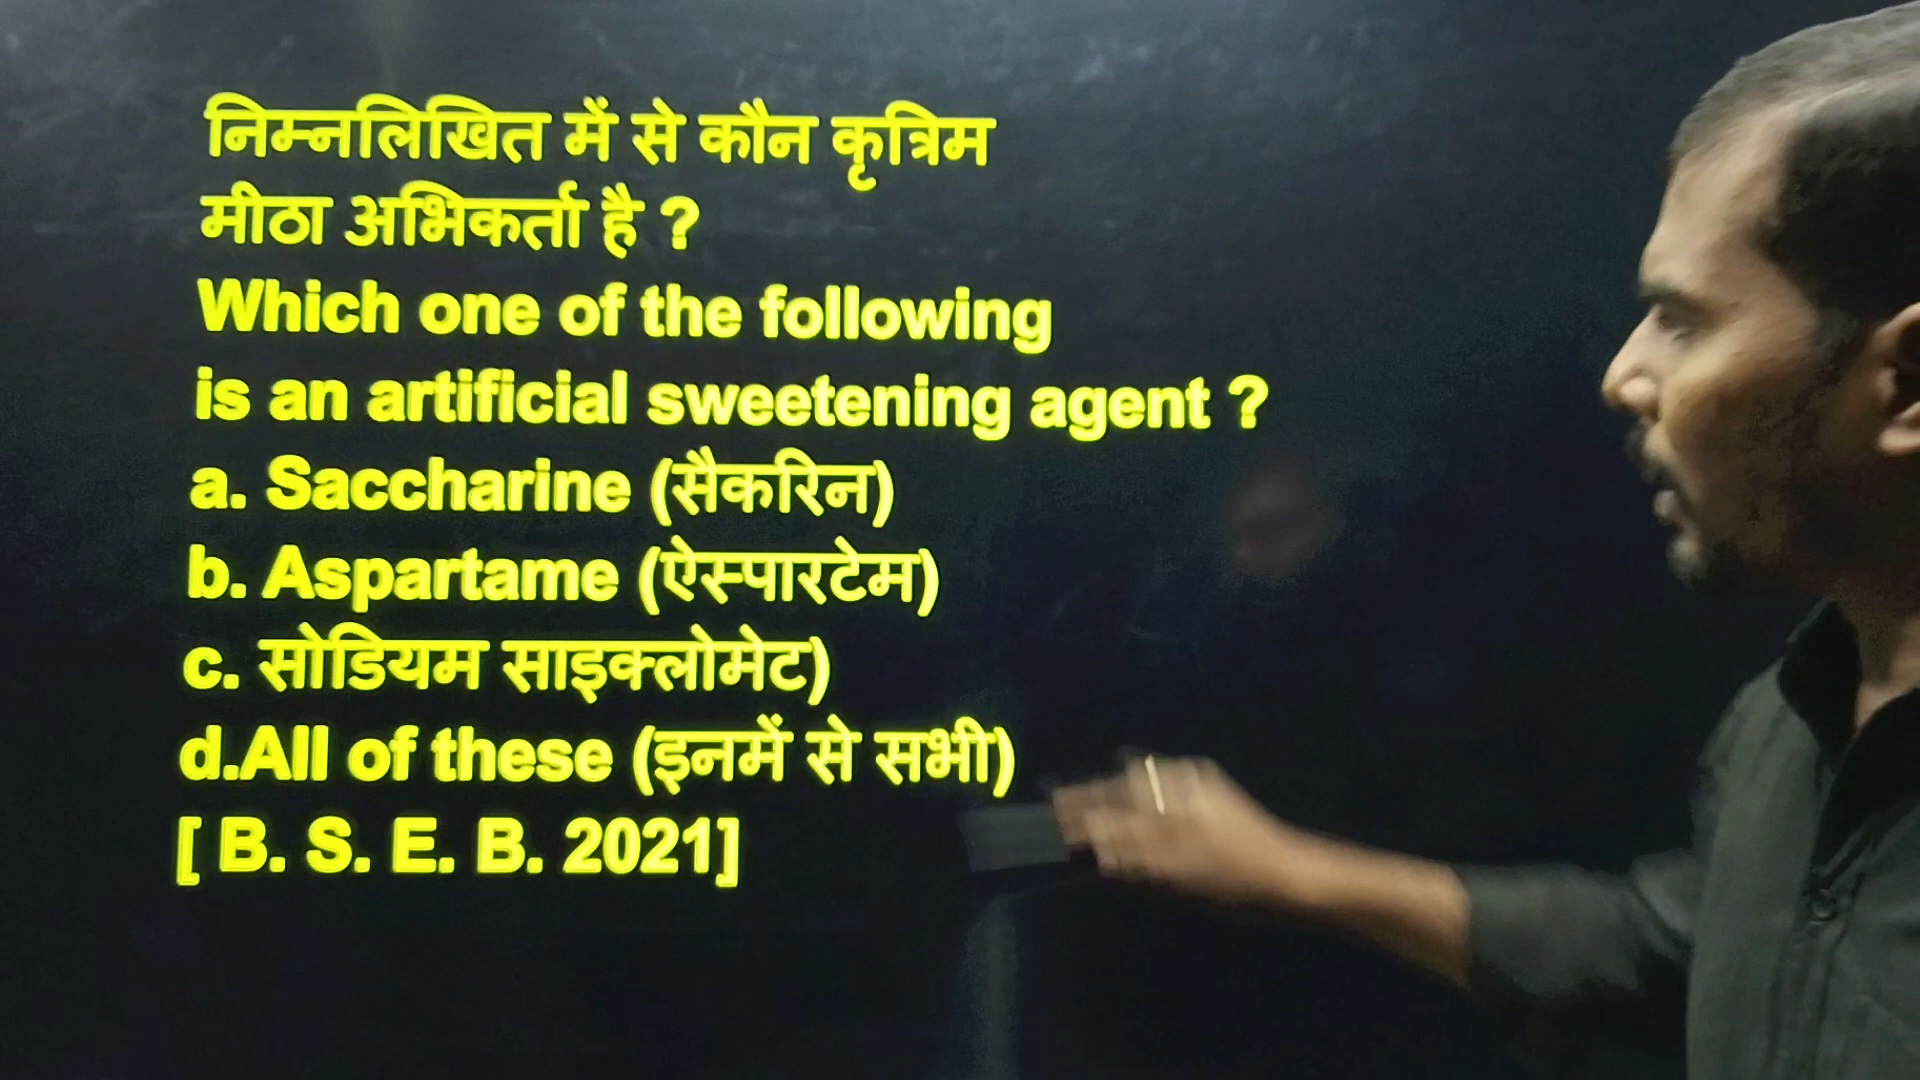 निम्नलिखित में से कौन कृत्रिम
मीठा अभिकर्ता है ?
Which one of the following
is an artificial sweetening agent ?
a. Saccharine (सैकरिन)
b. Aspartame (ऐस्पारटेम)
c. सोडियम साइक्लोमेट)
d.All of these (इनमें से सभी)
[ B. S. E. B. 2021]